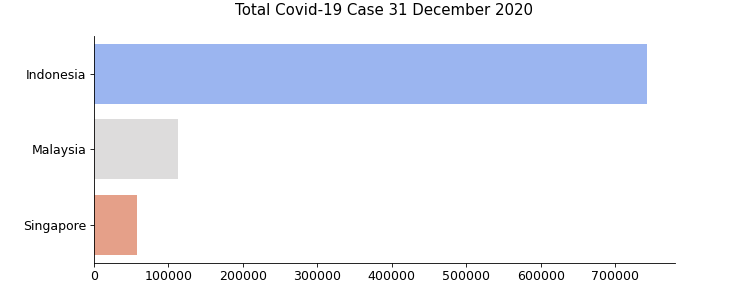 Total Covid-19 Case 31 December 2020
Indonesia
Malaysia
Singapore
0 100000 200000 300000 400000 500000 600000 700000